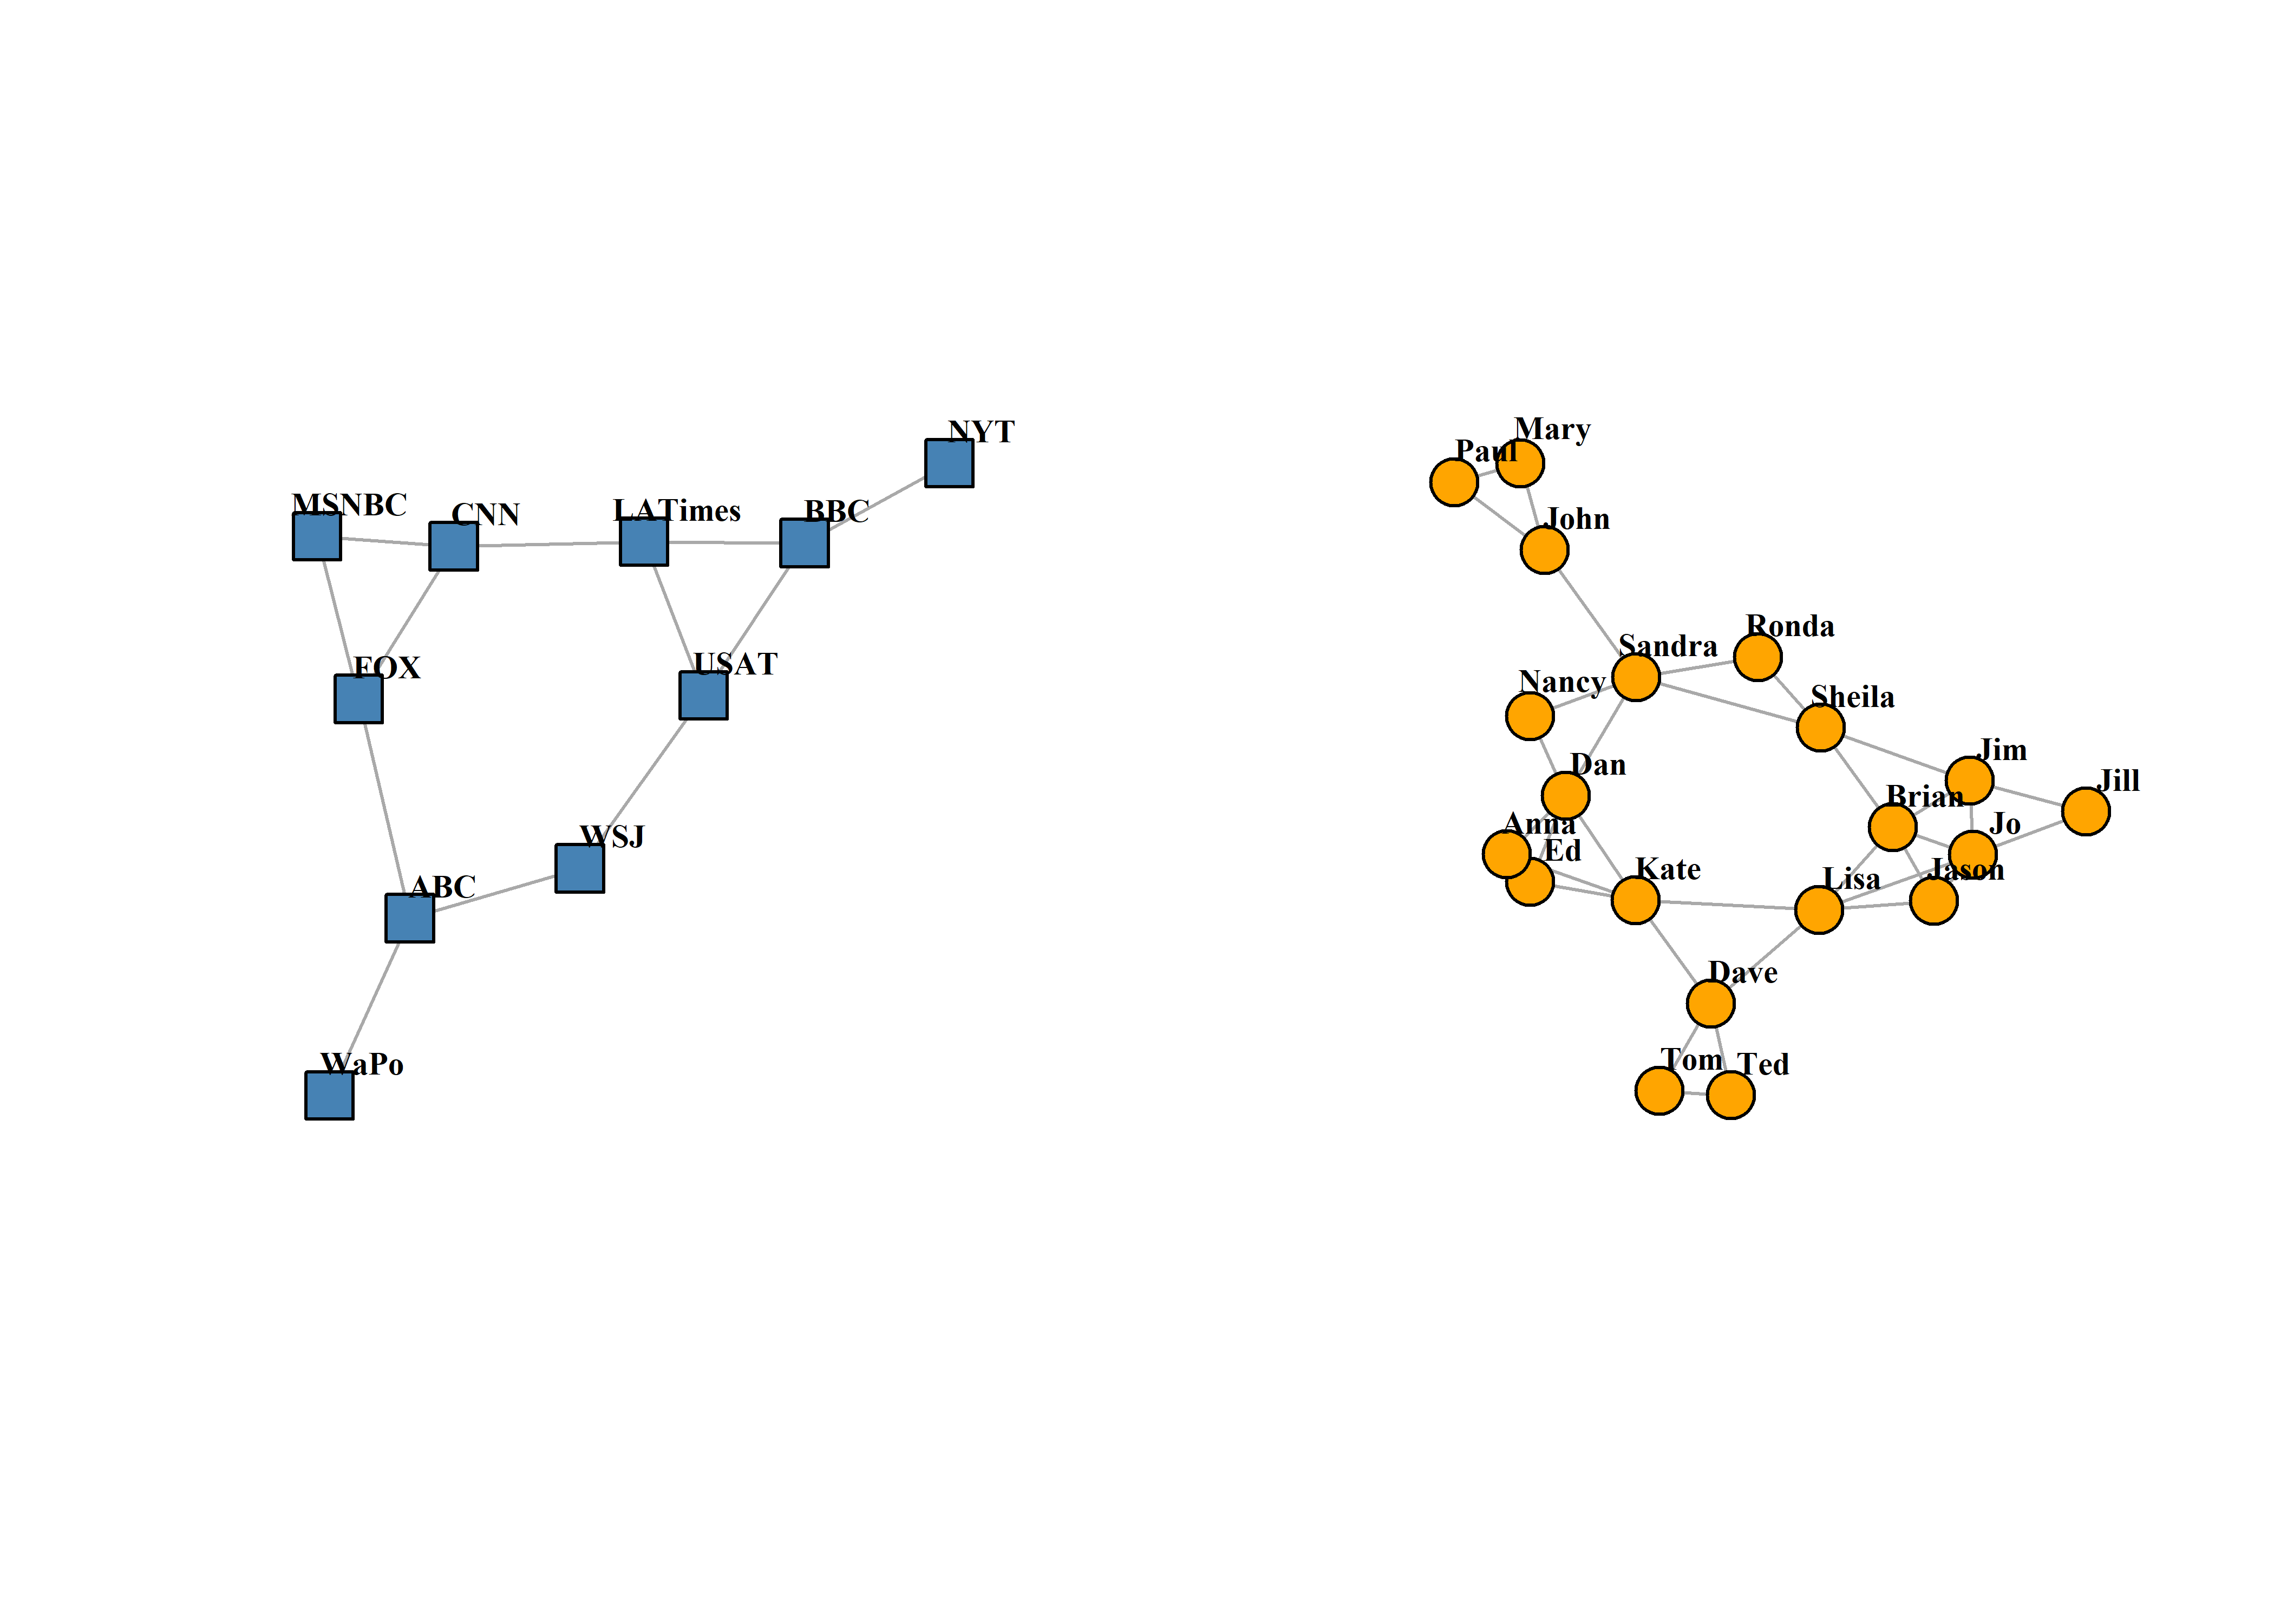 NYT
MSNBC
CNN
LATimes
BBC
FOX
USAT
WSJ
ABC
WaPo
Mary
Paul
John
Ronda
Sandra
Nancy
Sheila
Jim
Dan
Jill
Brian
Anna
Jo
Ed
Kate
Lisa
Jason
Dave
Tom
Ted